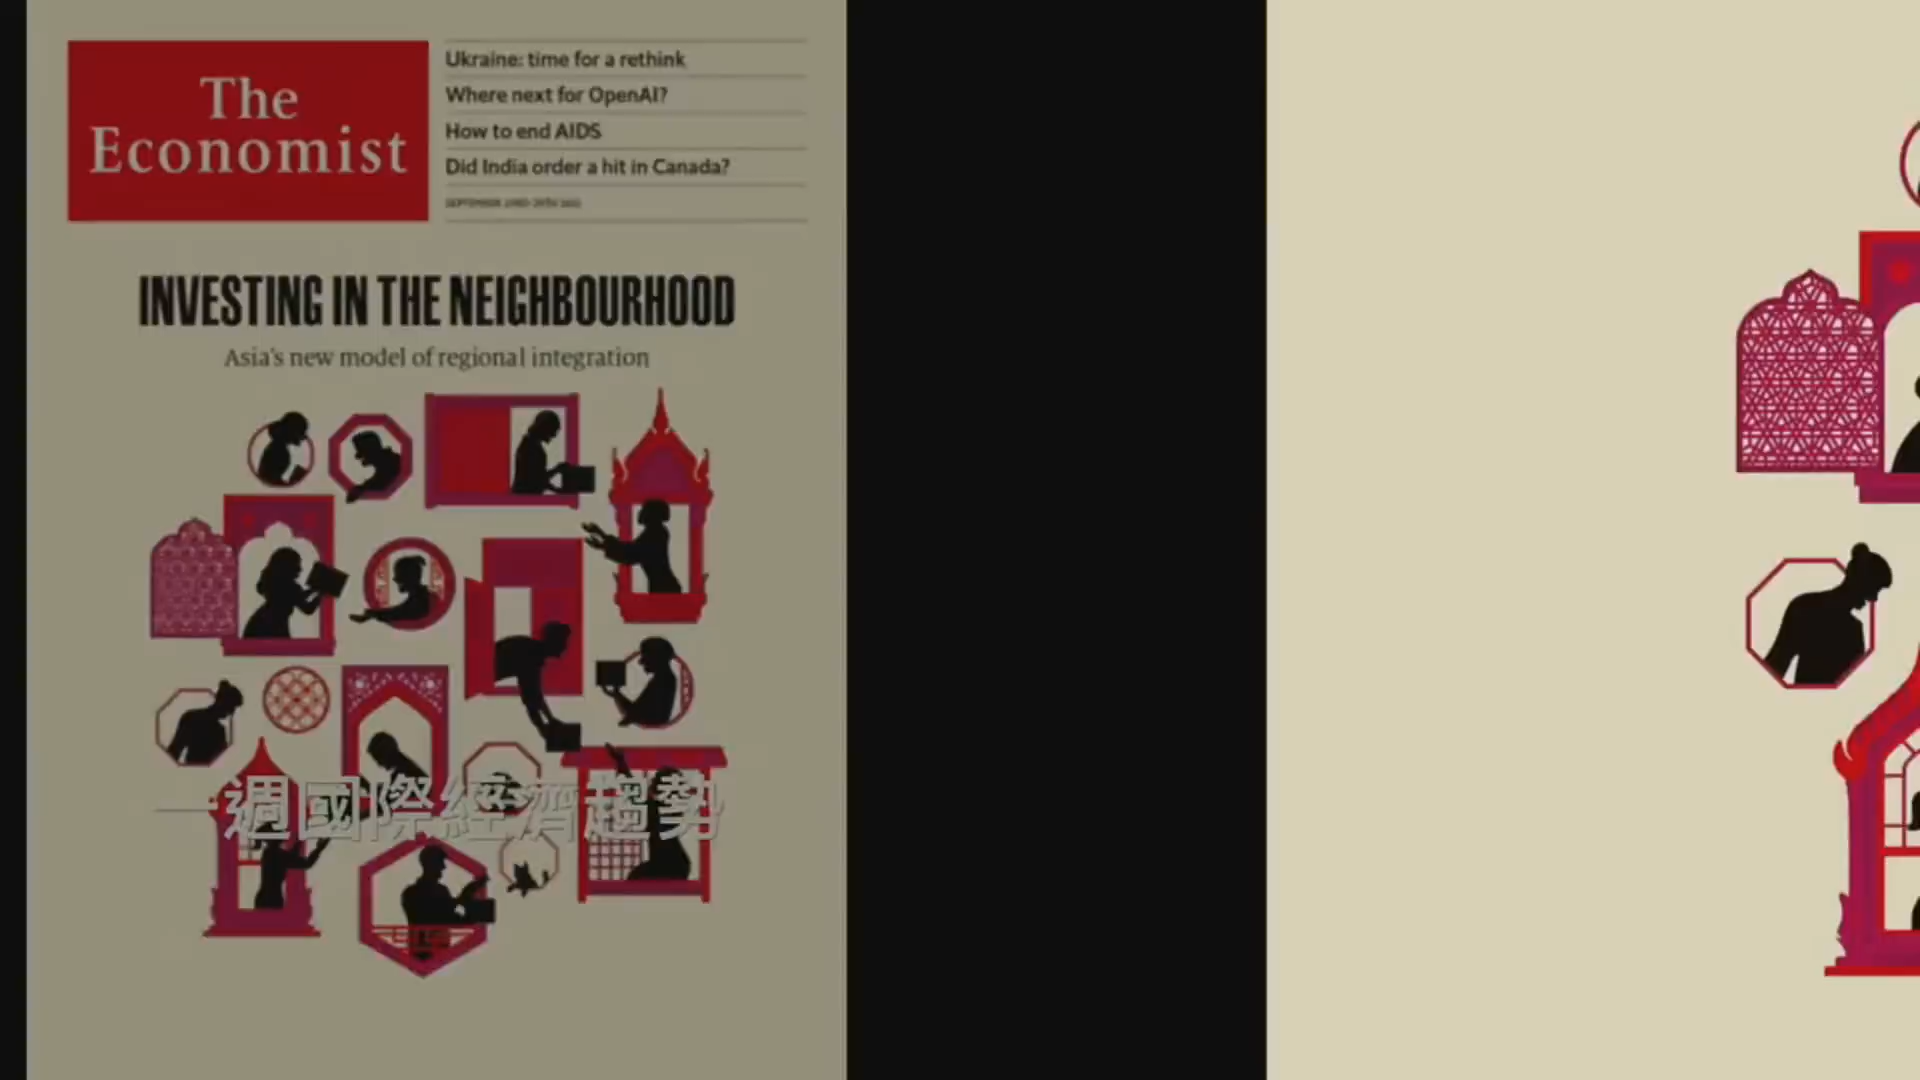 The
Economist
Ukraine: time for a rethink
Where next for OpenAI?
How to end AIDS
Did India order a hit in Canada?
INVESTING IN THE NEIGHBOURHOOD
Asia's new model of regional integration
一週國際經濟趨勢